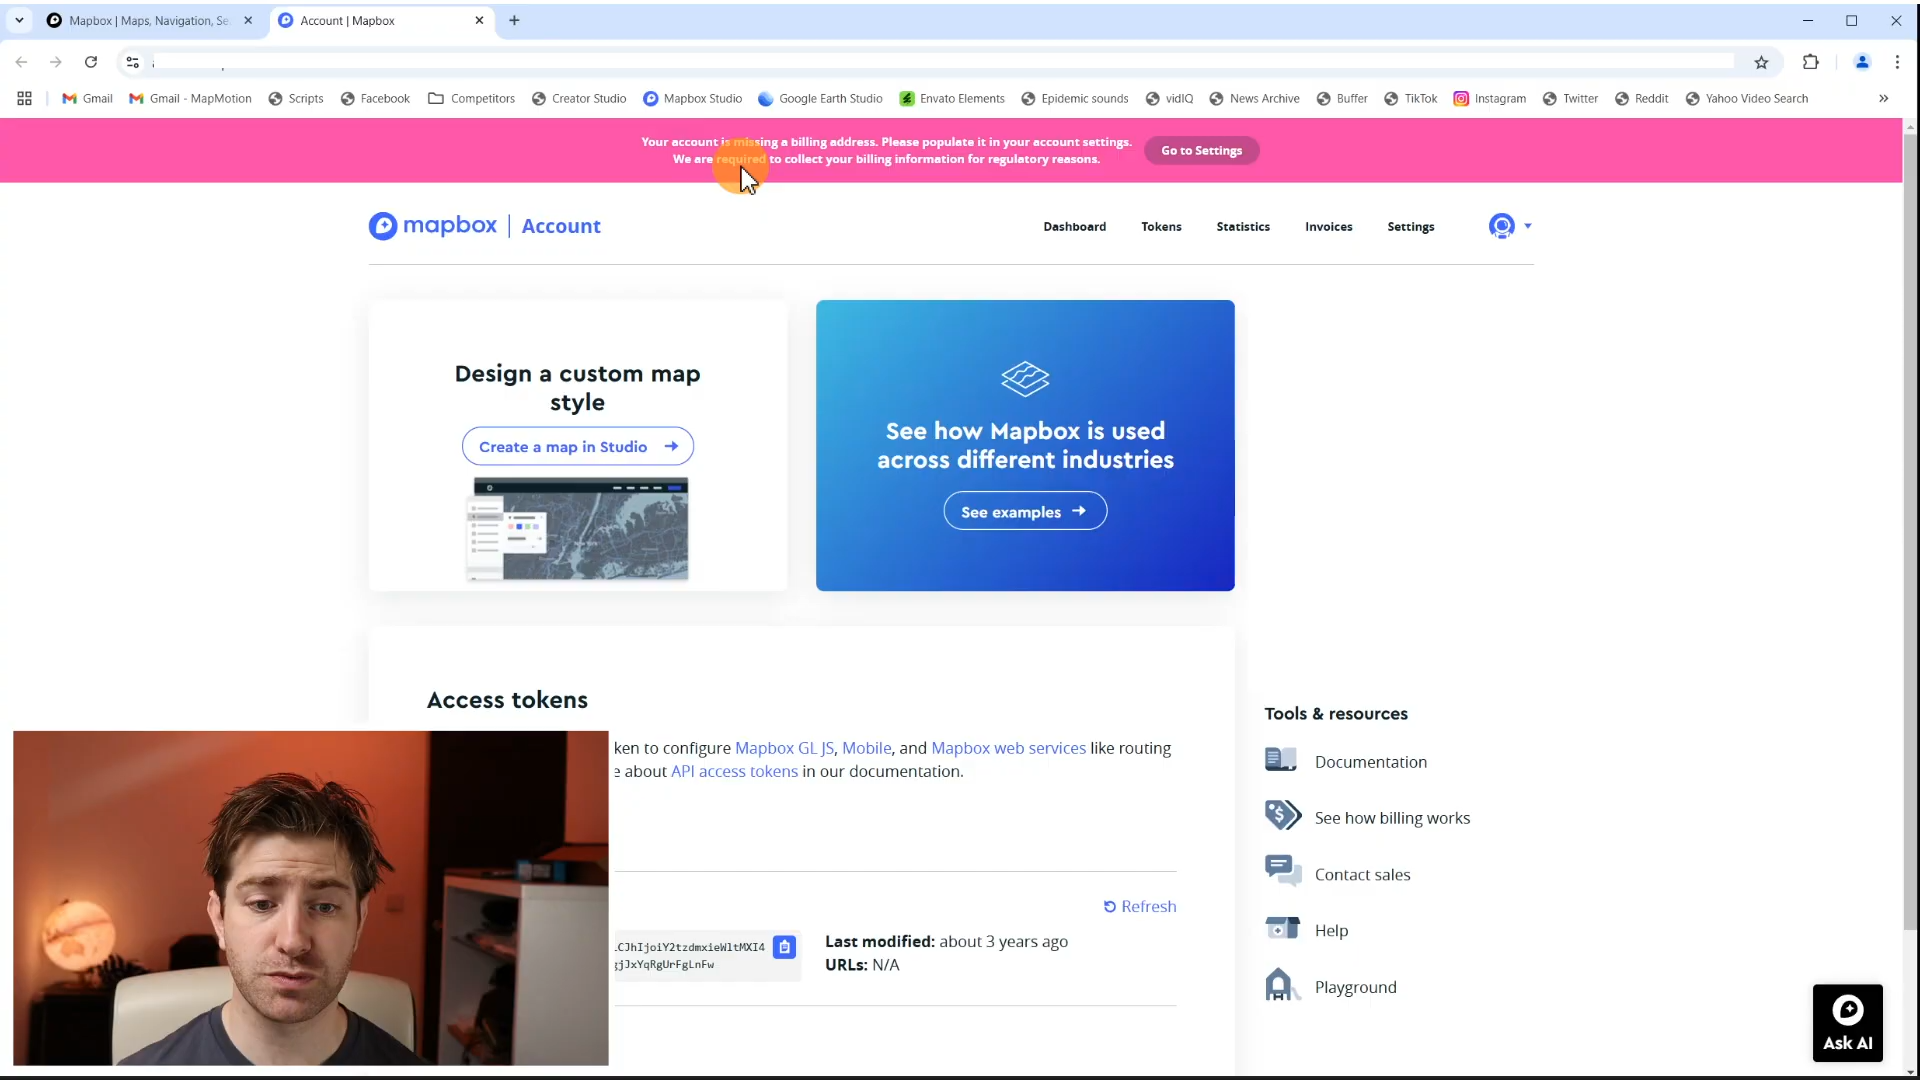 Mapbox | Maps, Navigation, Se
Account | Mapbox
Gmail
Gmail - MapMotion
Scripts
Facebook
Competitors
Creator Studio
Mapbox Studio
Google Earth Studio
Envato Elements
Epidemic sounds
vidIQ
News Archive
Buffer
TikTok
Instagram
Twitter
Reddit
Yahoo Video Search
Your account is missing a billing address. Please populate it in your account settings.
We are required to collect your billing information for regulatory reasons.
Go to Settings
mapbox | Account
Dashboard
Tokens
Statistics
Invoices
Settings
Design a custom map
style
Create a map in Studio
See how Mapbox is used
across different industries
See examples
Access tokens
ken to configure Mapbox GL JS, Mobile, and Mapbox web services like routing
e about API access tokens in our documentation.
Refresh
.CJhIjoiY2tzdmxieWltMXI4
gjJxYqRgUrFgLnFw
Last modified: about 3 years ago
URLs: N/A
Tools & resources
Documentation
See how billing works
Contact sales
Help
Playground
Ask AI